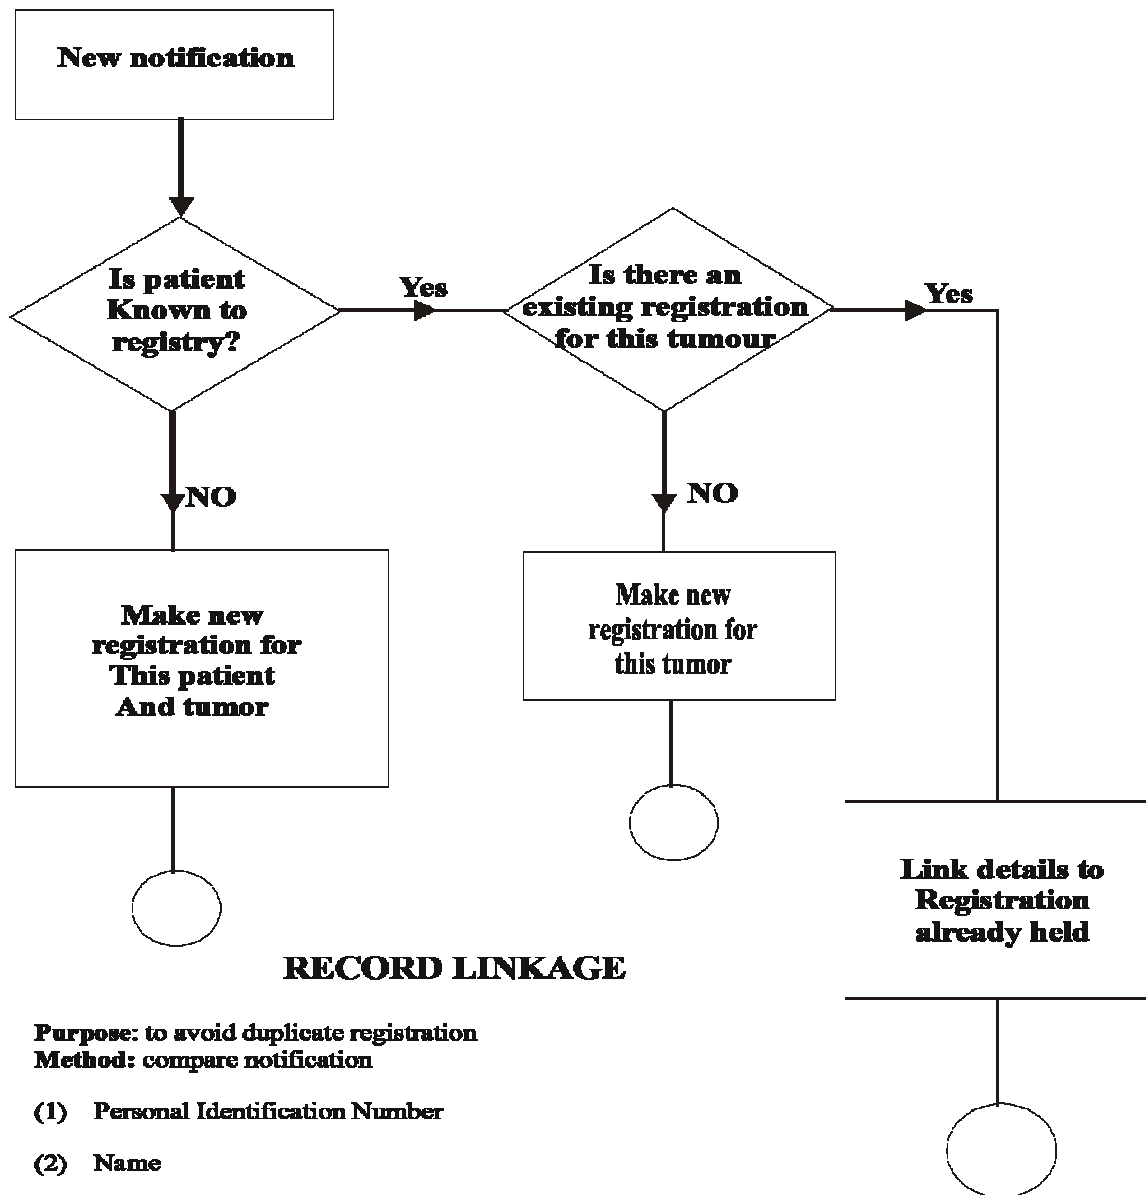 New notification
Is patient
Known to
registry?
Yes
Is there an
existing registration
for this tumour
Yes
NO
NO
Make new
registration for
This patient
And tumor
Make new
registration for
this tumor
Link details to
Registration
already held
RECORD LINKAGE
Purpose: to avoid duplicate registration
Method: compare notification
(1) Personal Identification Number
(2) Name